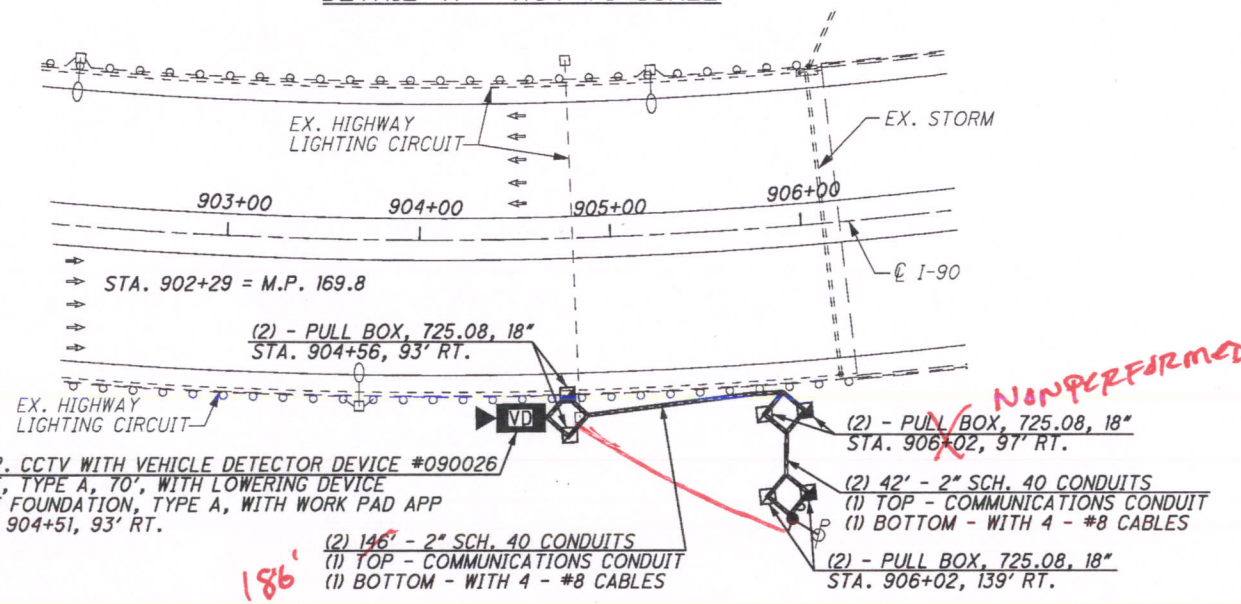 EX. HIGHWAY
LIGHTING CIRCUIT
EX. STORM
903+00
904+00
905+00
906+00
℄ I-90
STA. 902+29 = M.P. 169.8
(2) - PULL BOX, 725.08, 18"
STA. 904+56, 93' RT.
EX. HIGHWAY
LIGHTING CIRCUIT
VD
NONPERFORMED
(2) - PULL BOX, 725.08, 18"
STA. 906+02, 97' RT.
CCTV WITH VEHICLE DETECTOR DEVICE #090026
TYPE A, 70', WITH LOWERING DEVICE
FOUNDATION, TYPE A, WITH WORK PAD APP
904+51, 93' RT.
(2) 42' - 2" SCH. 40 CONDUITS
(1) TOP - COMMUNICATIONS CONDUIT
(1) BOTTOM - WITH 4 - #8 CABLES
P
(2) 146' - 2" SCH. 40 CONDUITS
(1) TOP - COMMUNICATIONS CONDUIT
(1) BOTTOM - WITH 4 - #8 CABLES
186'
(2) - PULL BOX, 725.08, 18"
STA. 906+02, 139' RT.